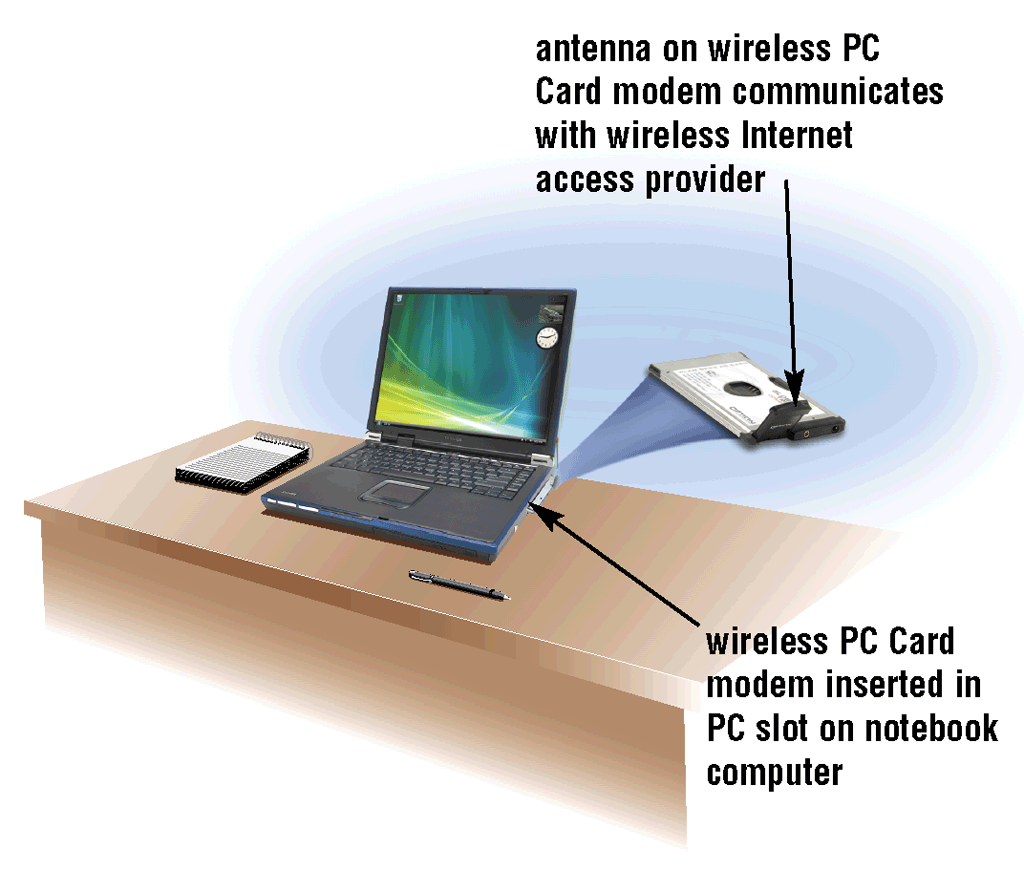 antenna on wireless PC
Card modem communicates
with wireless Internet
access provider
wireless PC Card
modem inserted in
PC slot on notebook
computer